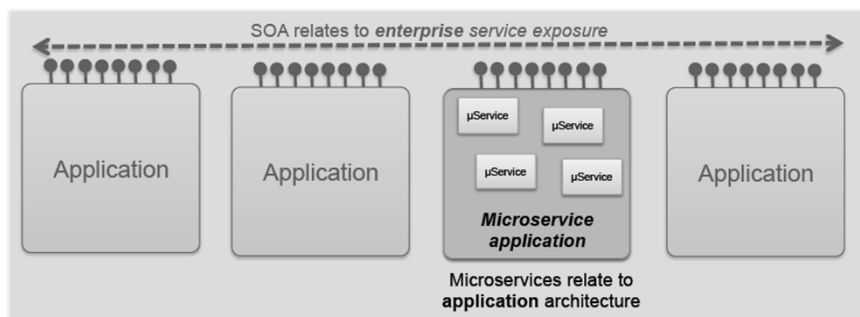 SOA relates to enterprise service exposure
Application
Application
µService
µService
µService
µService
Microservice
application
Application
Microservices relate to
application architecture